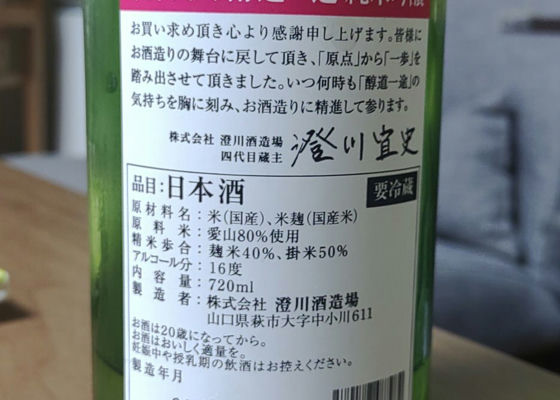 お買い求め頂き心より感謝申し上げます。皆様に
お酒造りの舞台に戻して頂き、「原点」から「一歩」を
踏み出させて頂きました。いつ何時も「醇道一途」の
気持ちを胸に刻み、お酒造りに精進して参ります。
株式会社 澄川酒造場
四代目蔵主 澄川宜史
品目:日本酒 要冷蔵
原材料名:米(国産)、米麹(国産米)
原料米:愛山80%使用
精米歩合:麹米40%、掛米50%
アルコール分:16度
内容量:720ml
製造者:株式会社 澄川酒造場
山口県萩市大字中小川611
お酒は20歳になってから。
お酒はおいしく適量を。
妊娠中や授乳期の飲酒はお控えください。
製造年月